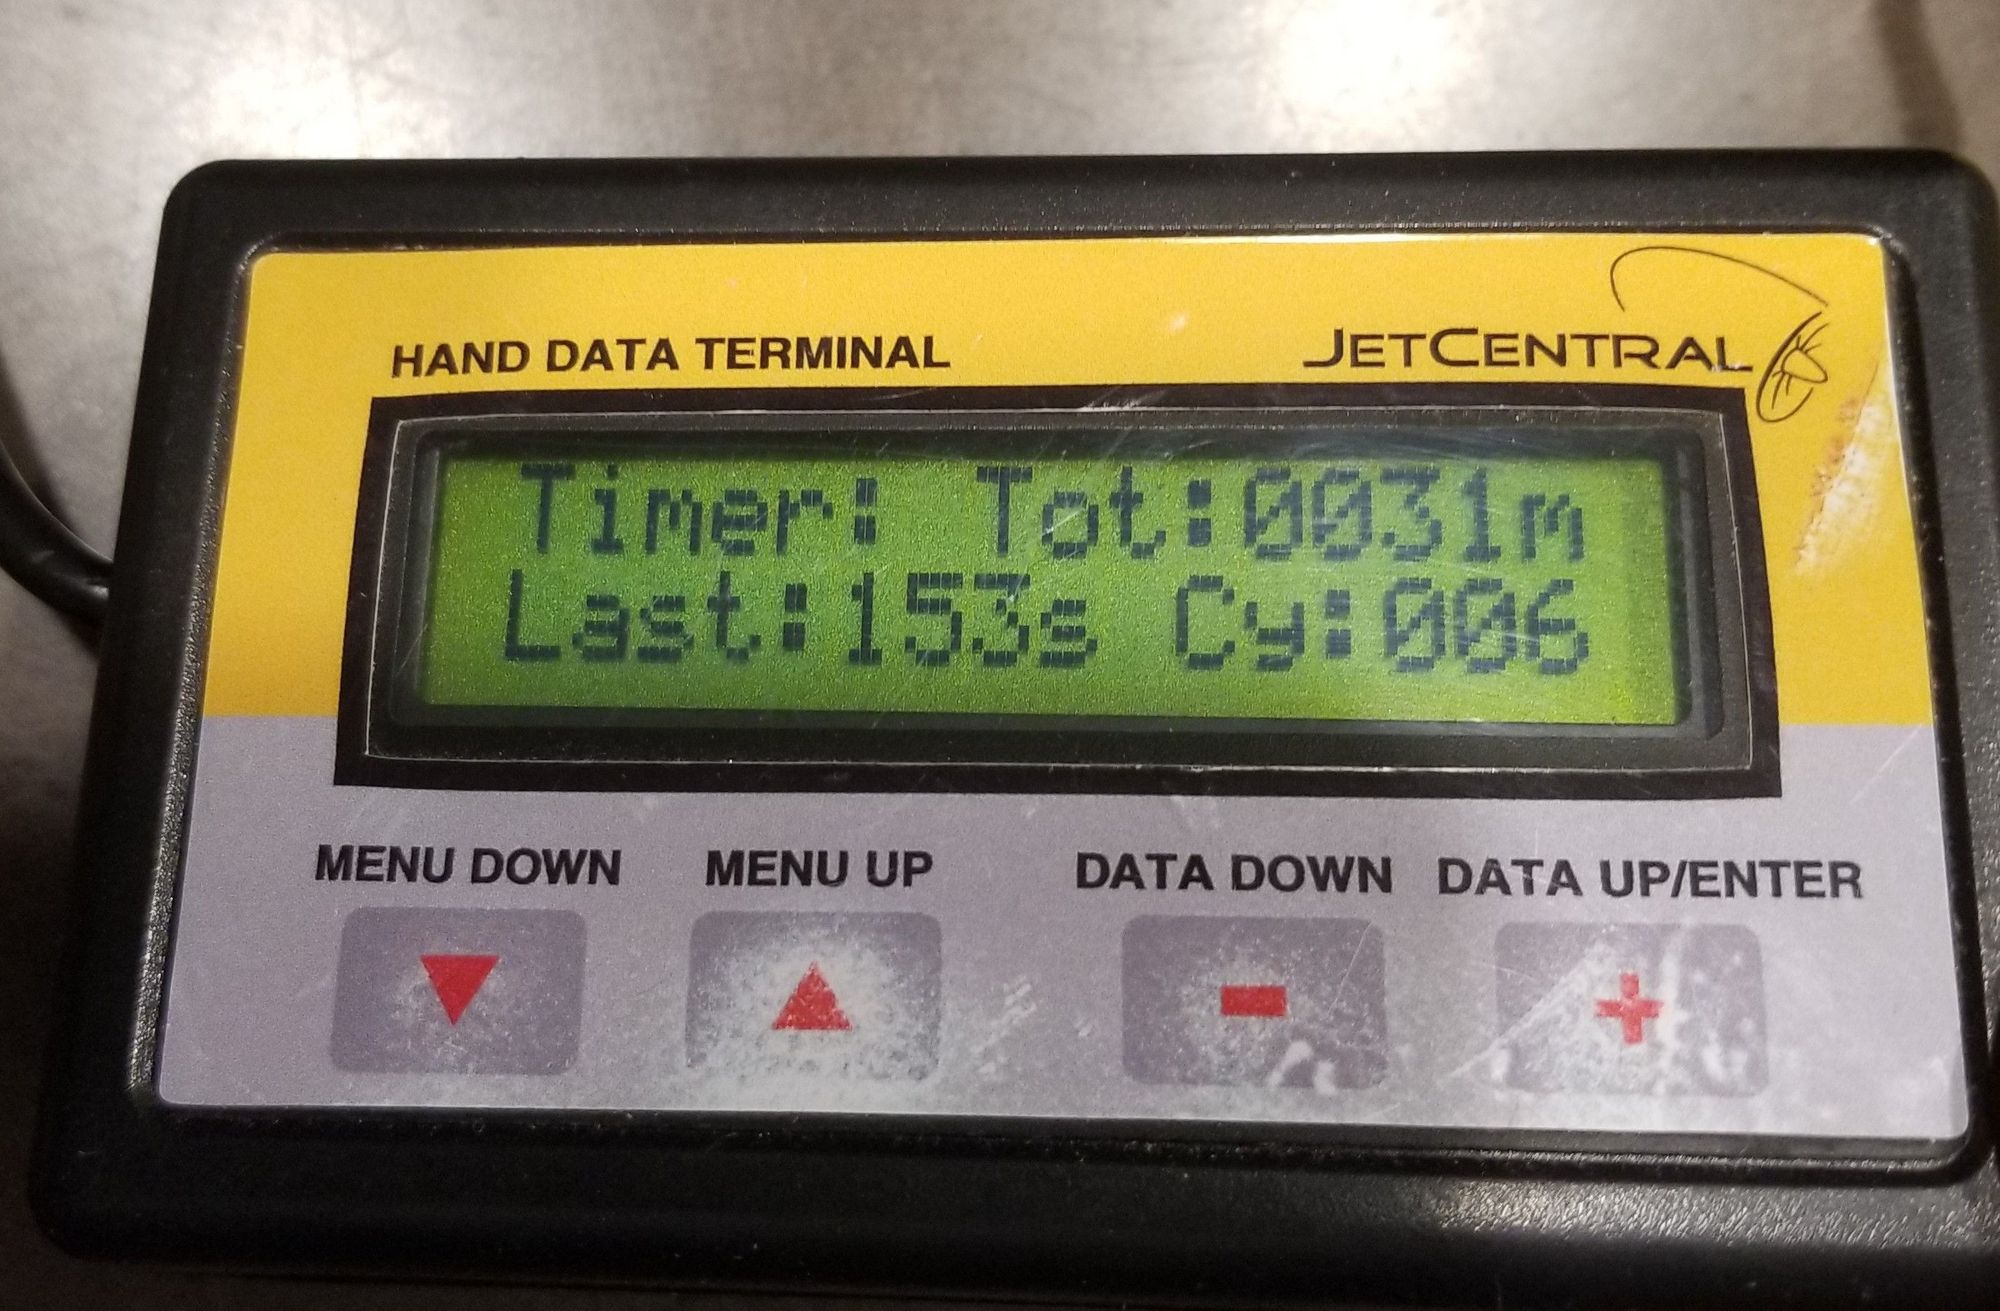 HAND DATA TERMINAL JETCENTRAL
Timer: Tot:0031m
Last:153s Cy:006
MENU DOWN MENU UP DATA DOWN DATA UP/ENTER